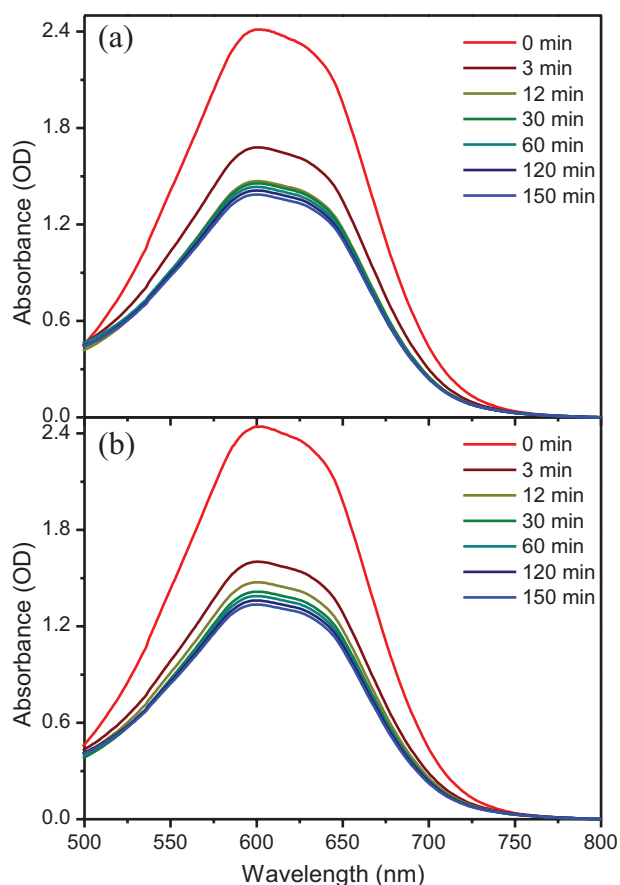 (a)
0 min
3 min
12 min
30 min
60 min
120 min
150 min
2.4
1.8
1.2
0.6
0.0
Absorbance (OD)
(b)
0 min
3 min
12 min
30 min
60 min
120 min
150 min
2.4
1.8
1.2
0.6
0.0
Absorbance (OD)
500 550 600 650 700 750 800
Wavelength (nm)